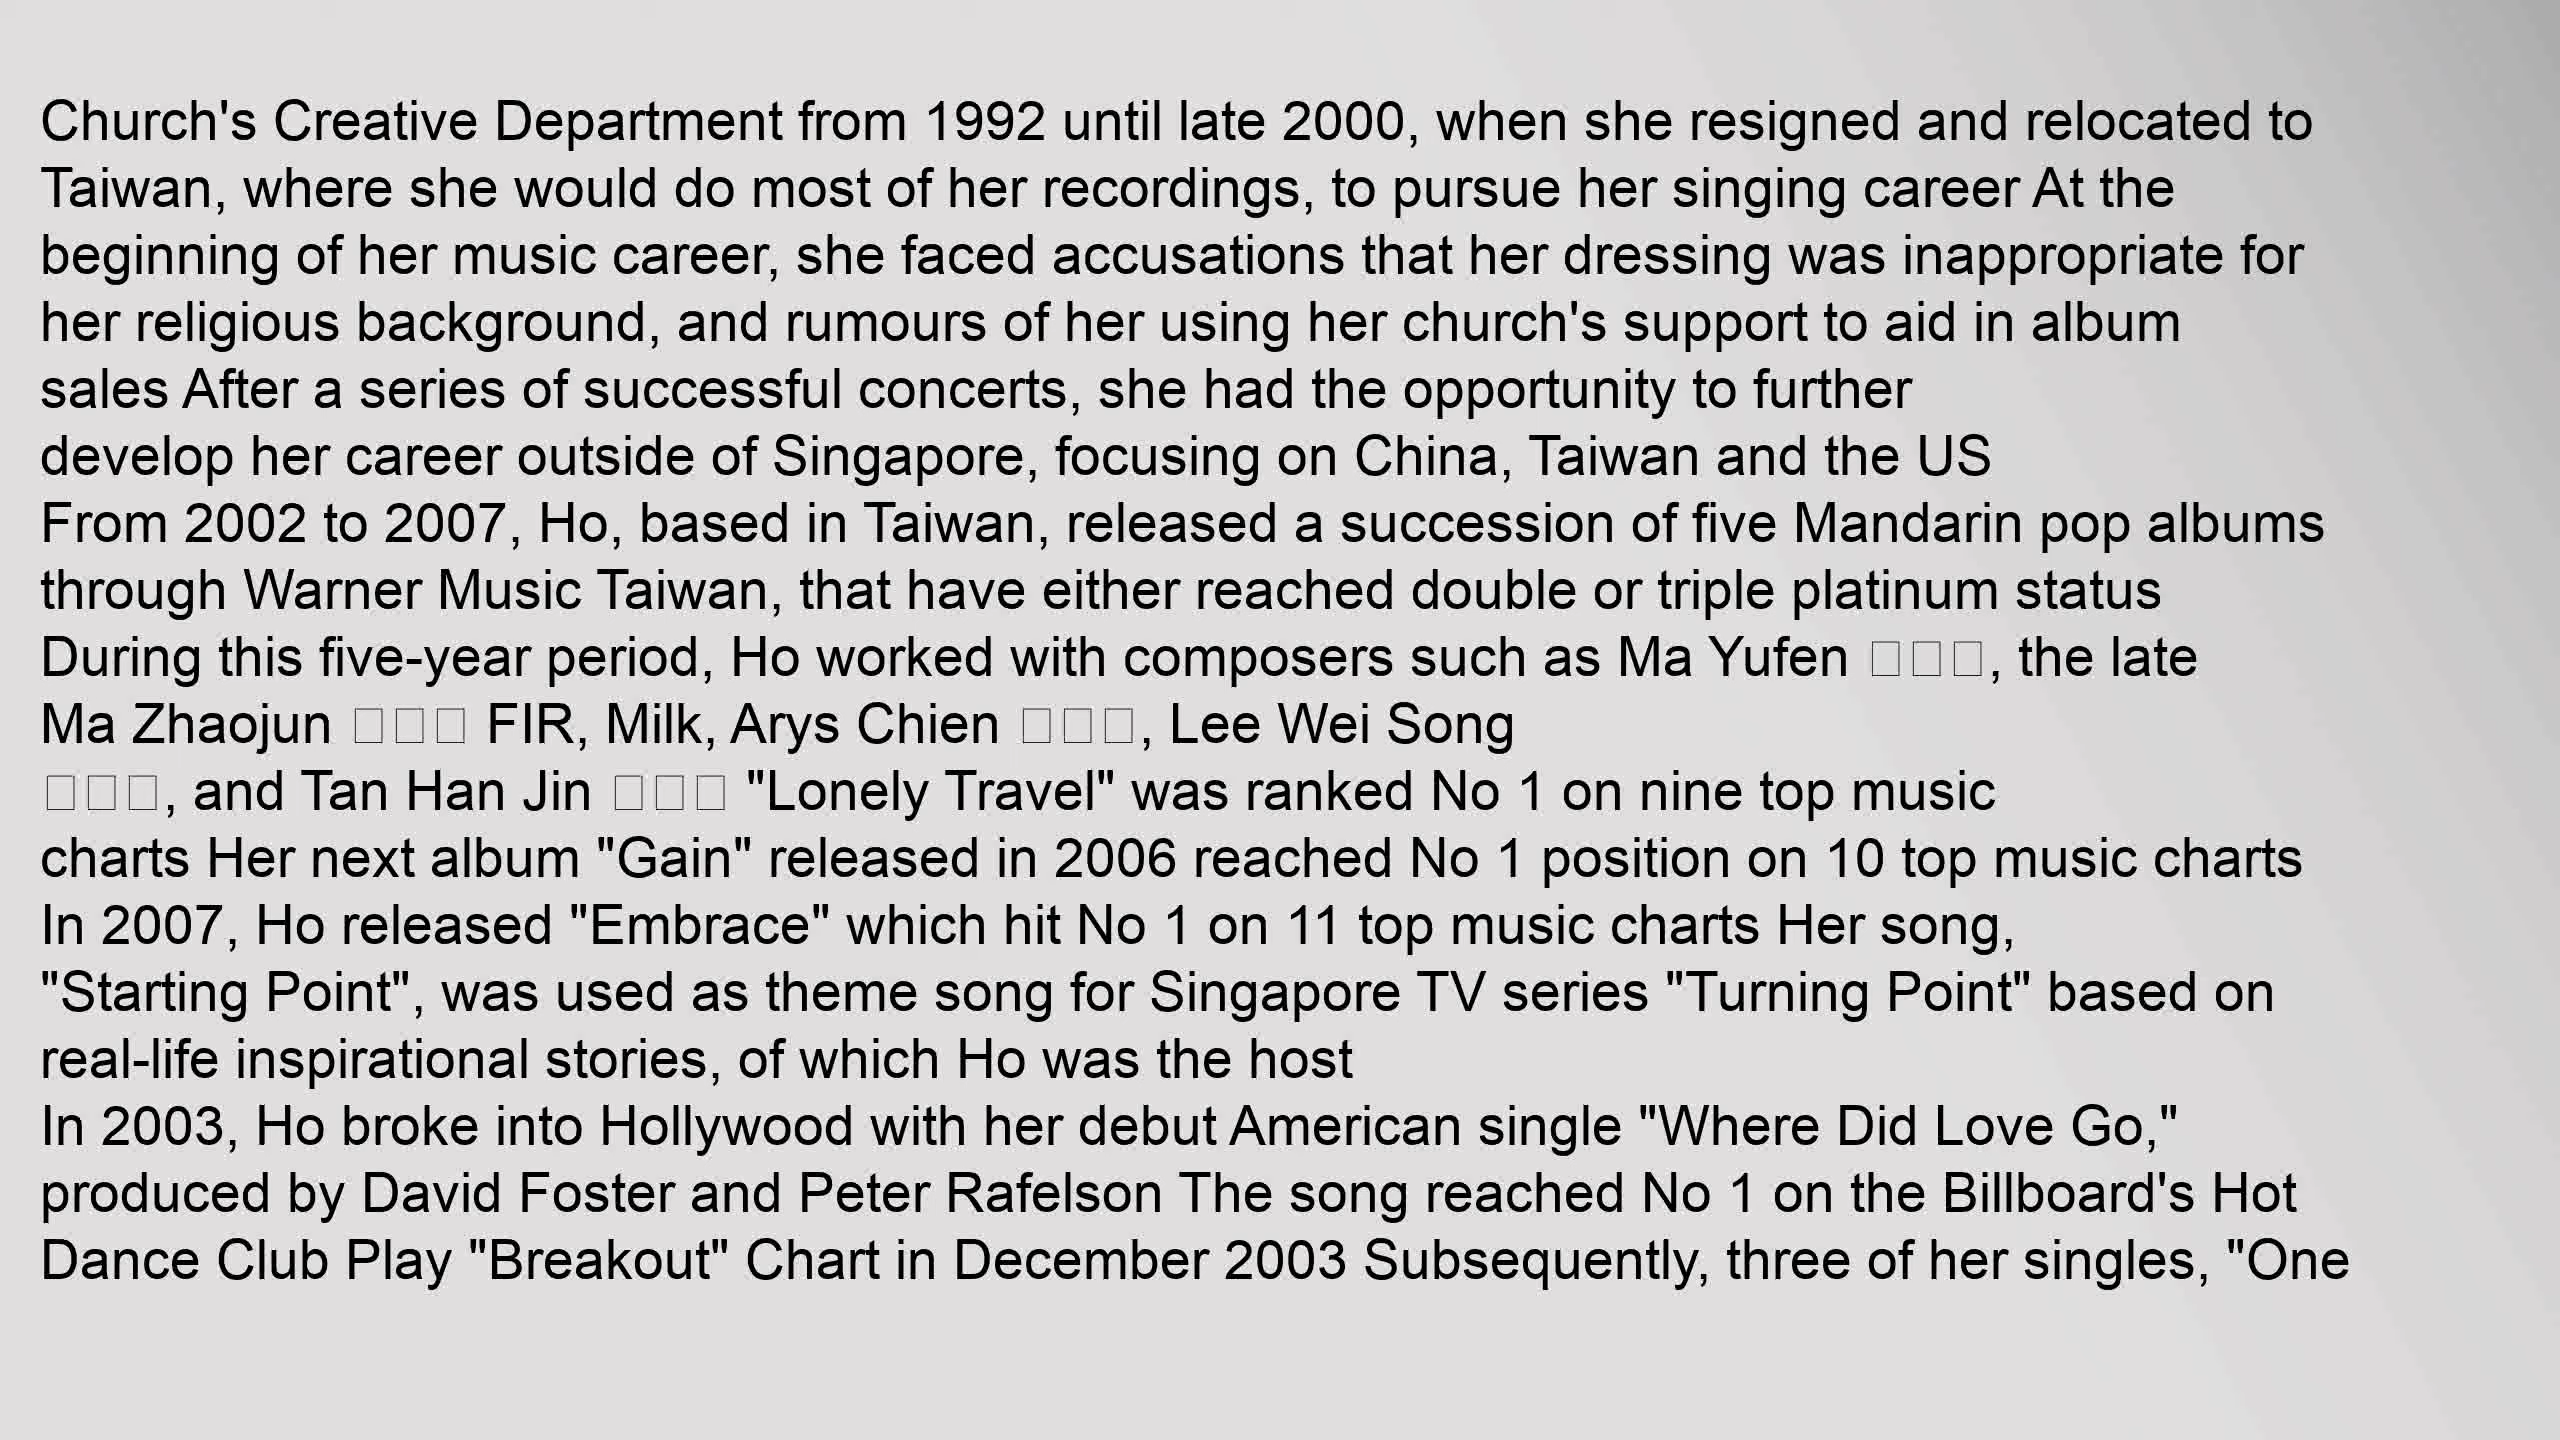 Church's Creative Department from 1992 until late 2000, when she resigned and relocated to
Taiwan, where she would do most of her recordings, to pursue her singing career At the
beginning of her music career, she faced accusations that her dressing was inappropriate for
her religious background, and rumours of her using her church's support to aid in album
sales After a series of successful concerts, she had the opportunity to further
develop her career outside of Singapore, focusing on China, Taiwan and the US
From 2002 to 2007, Ho, based in Taiwan, released a succession of five Mandarin pop albums
through Warner Music Taiwan, that have either reached double or triple platinum status
During this five-year period, Ho worked with composers such as Ma Yufen □□□, the late
Ma Zhaojun □□□ FIR, Milk, Arys Chien □□□, Lee Wei Song
□□□, and Tan Han Jin □□□ "Lonely Travel" was ranked No 1 on nine top music
charts Her next album "Gain" released in 2006 reached No 1 position on 10 top music charts
In 2007, Ho released "Embrace" which hit No 1 on 11 top music charts Her song,
"Starting Point", was used as theme song for Singapore TV series "Turning Point" based on
real-life inspirational stories, of which Ho was the host
In 2003, Ho broke into Hollywood with her debut American single "Where Did Love Go,"
produced by David Foster and Peter Rafelson The song reached No 1 on the Billboard's Hot
Dance Club Play "Breakout" Chart in December 2003 Subsequently, three of her singles, "One